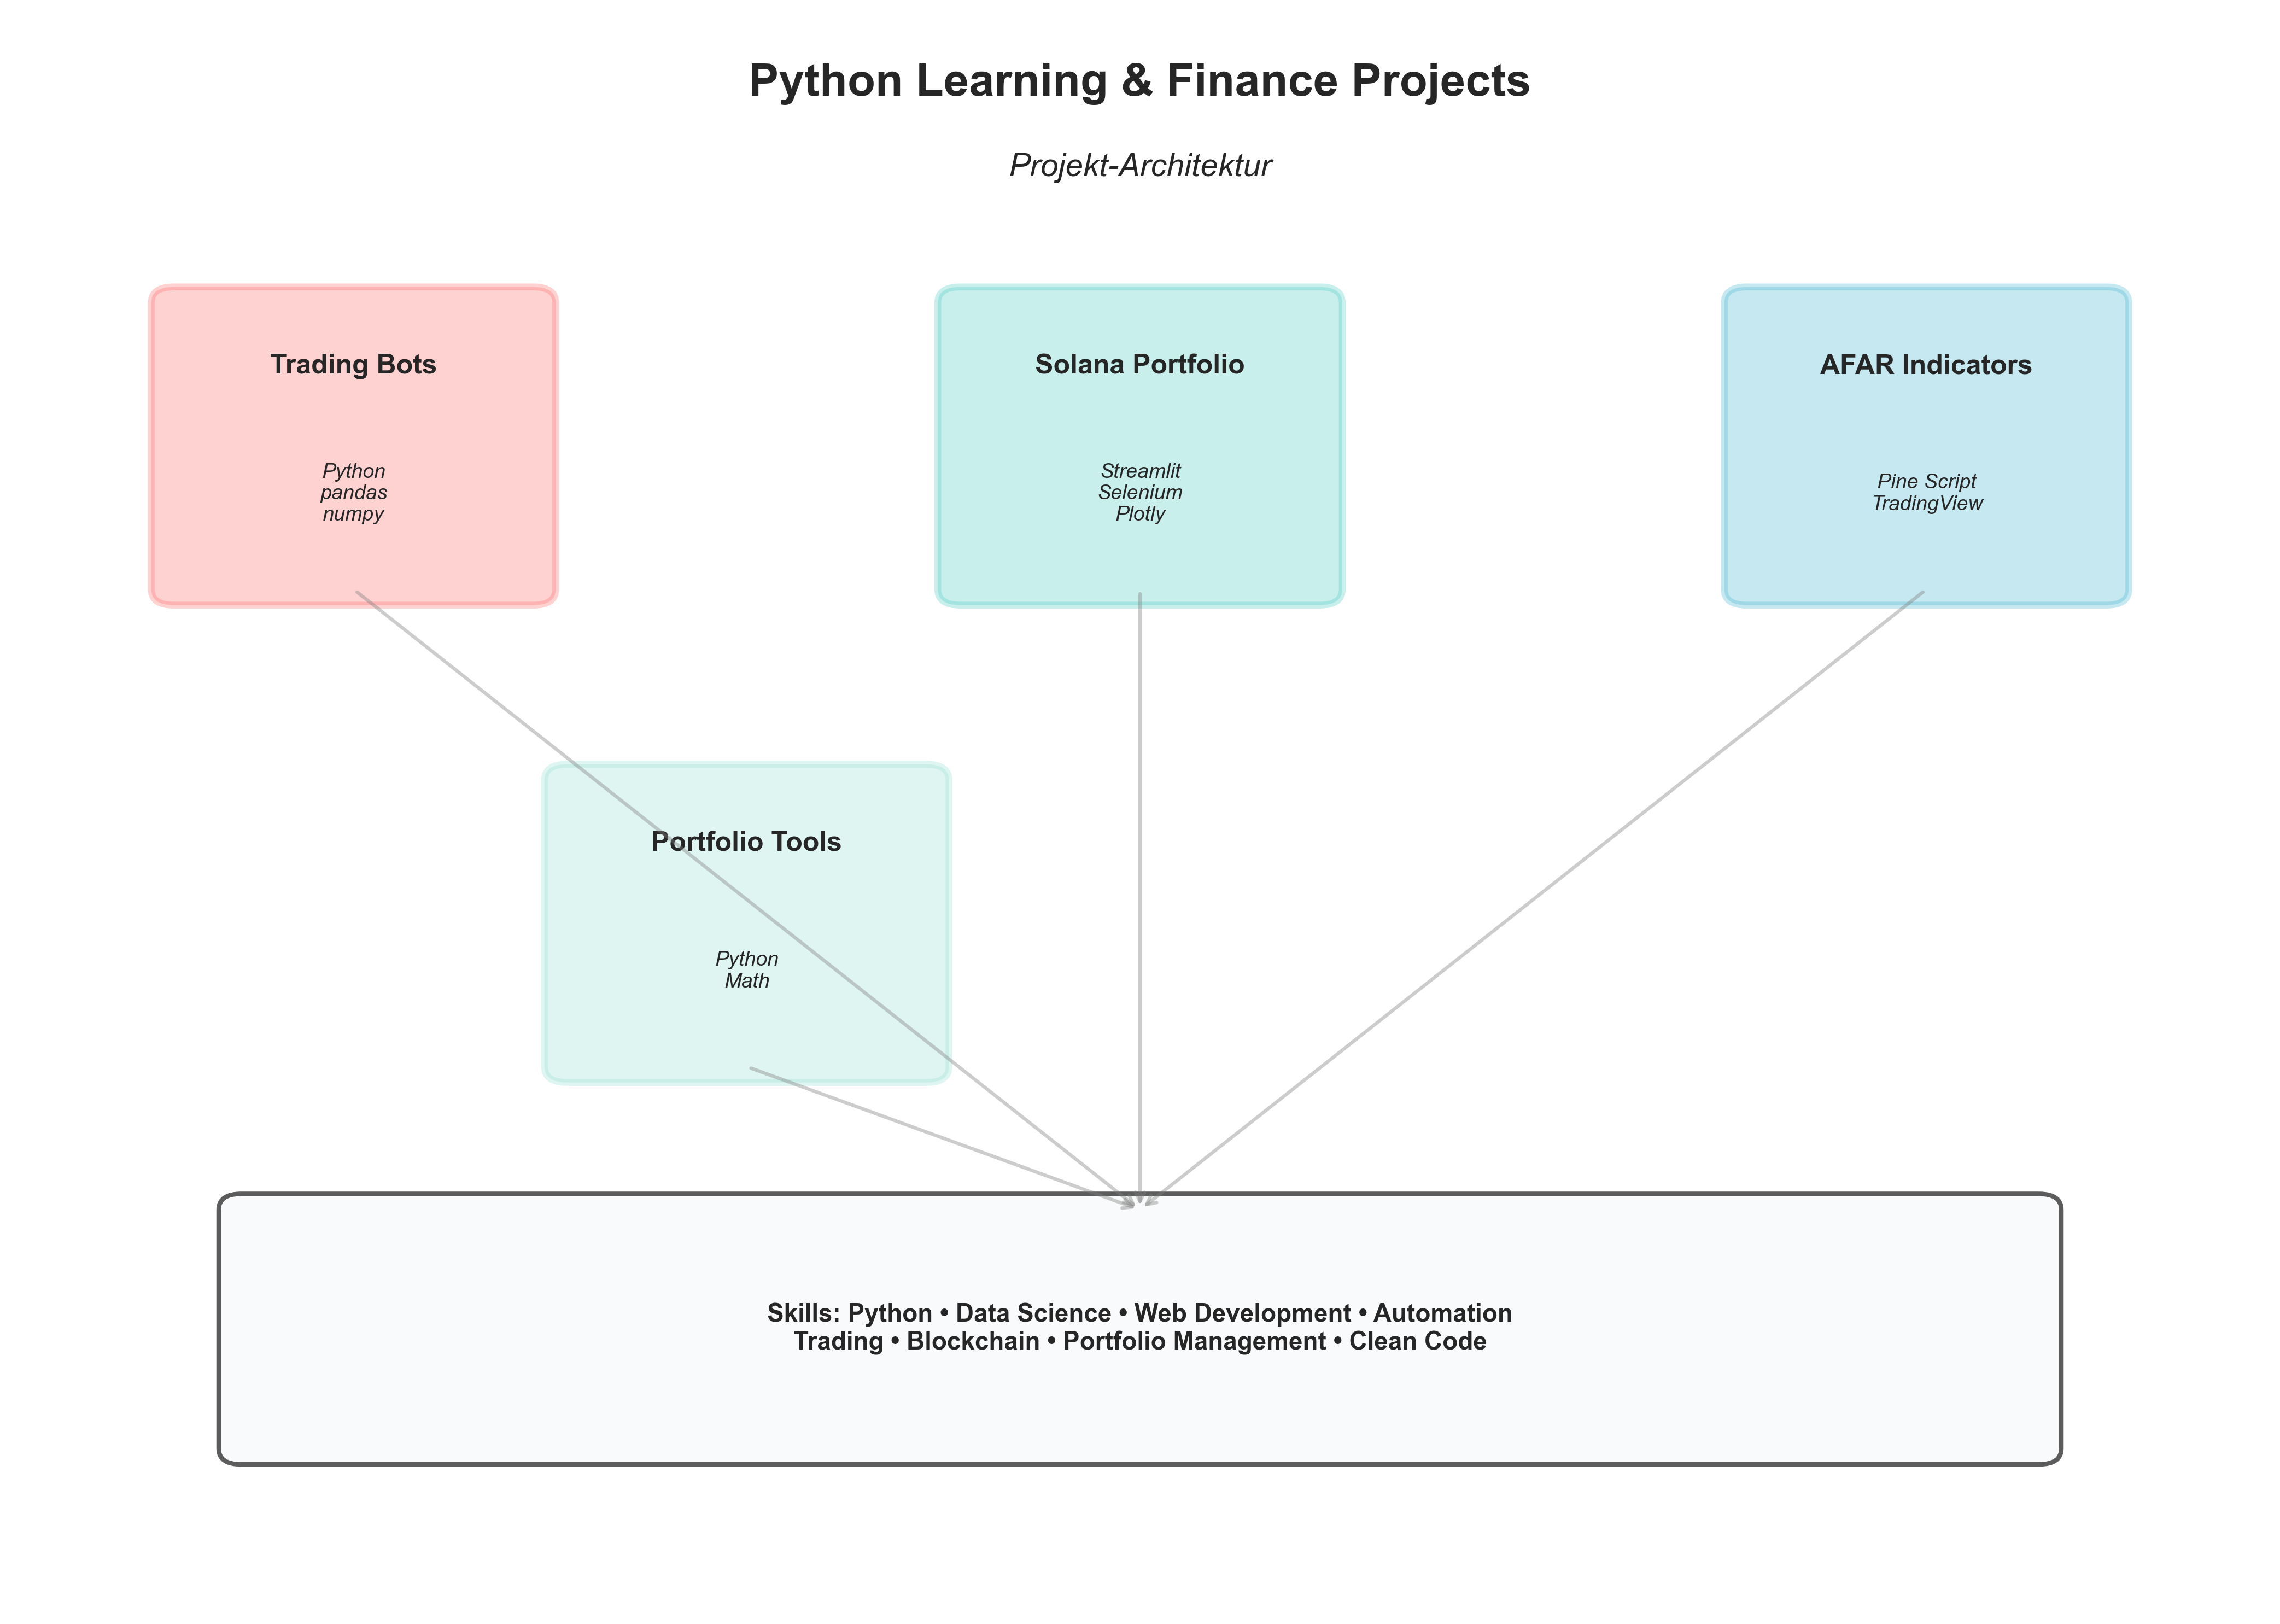 Python Learning & Finance Projects
Projekt-Architektur
Trading Bots
Python
pandas
numpy
Solana Portfolio
Streamlit
Selenium
Plotly
AFAR Indicators
Pine Script
TradingView
Portfolio Tools
Python
Math
Skills: Python • Data Science • Web Development • Automation
Trading • Blockchain • Portfolio Management • Clean Code